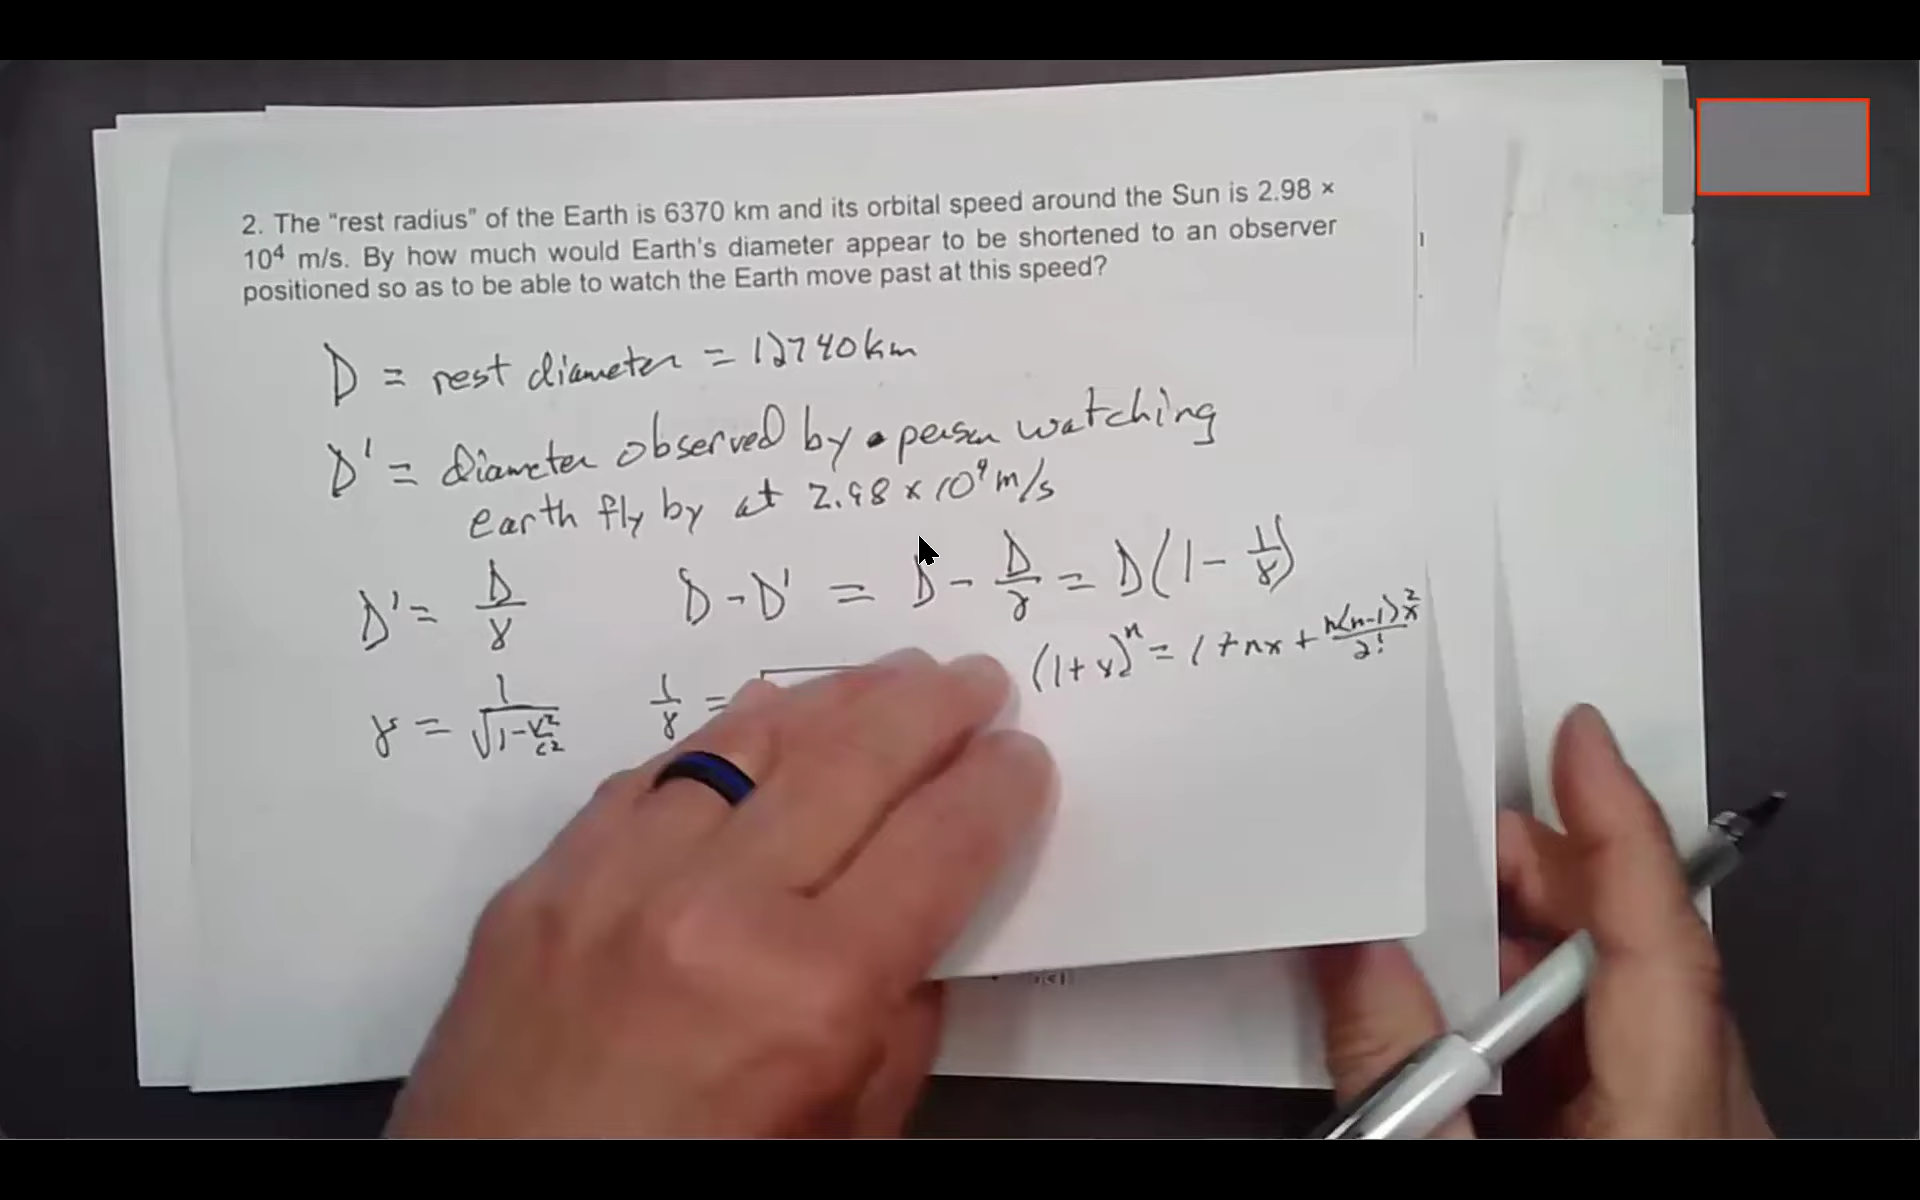 2. The “rest radius” of the Earth is 6370 km and its orbital speed around the Sun is 2.98 ×
10⁴ m/s. By how much would Earth's diameter appear to be shortened to an observer
positioned so as to be able to watch the Earth move past at this speed?
D = rest diameter = 12740km
D' = diameter observed by person watching
earth fly by at 2.98 × 10⁴ m/s
D' = D/γ D - D' = D - D/γ = D(1 - 1/γ)
(1+x)ⁿ = 1 + nx + n(n-1)x²/2!
γ = 1/√(1-v²/c²) 1/γ =